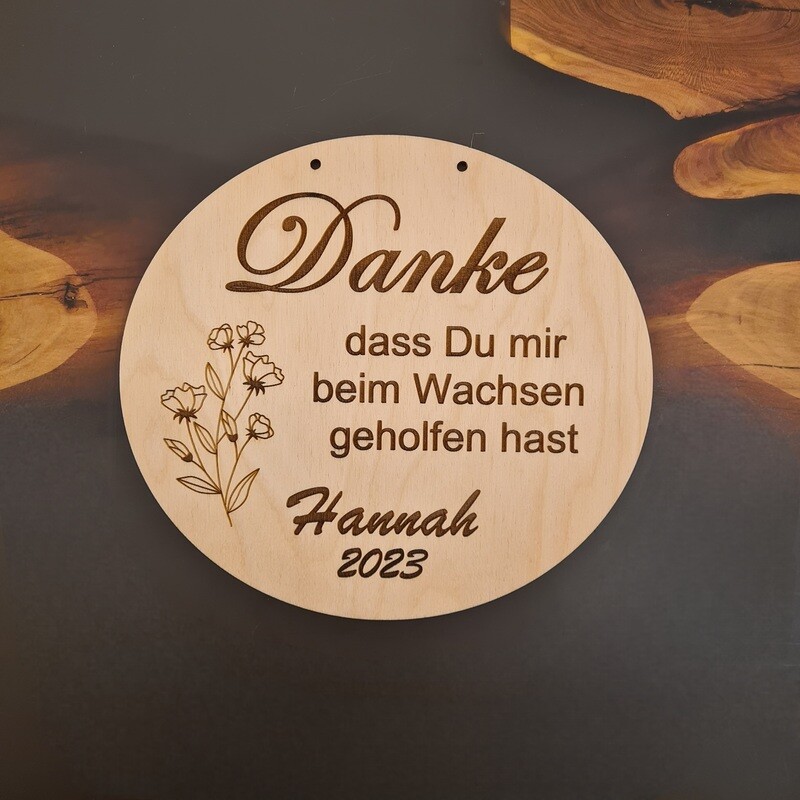 Danke
dass Du mir
beim Wachsen
geholfen hast
Hannah
2023